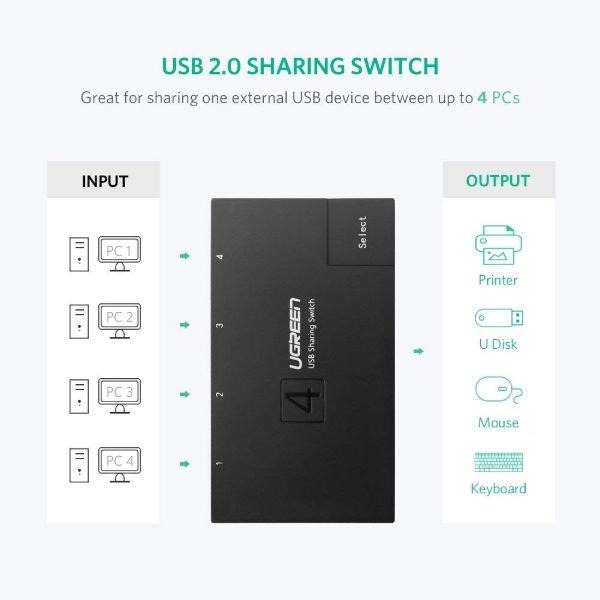 USB 2.0 SHARING SWITCH
Great for sharing one external USB device between up to 4 PCs
INPUT
PC 1
PC 2
PC 3
PC 4
4
3
2
1
Select
UGREEN
USB Sharing Switch
4
OUTPUT
Printer
U Disk
Mouse
Keyboard